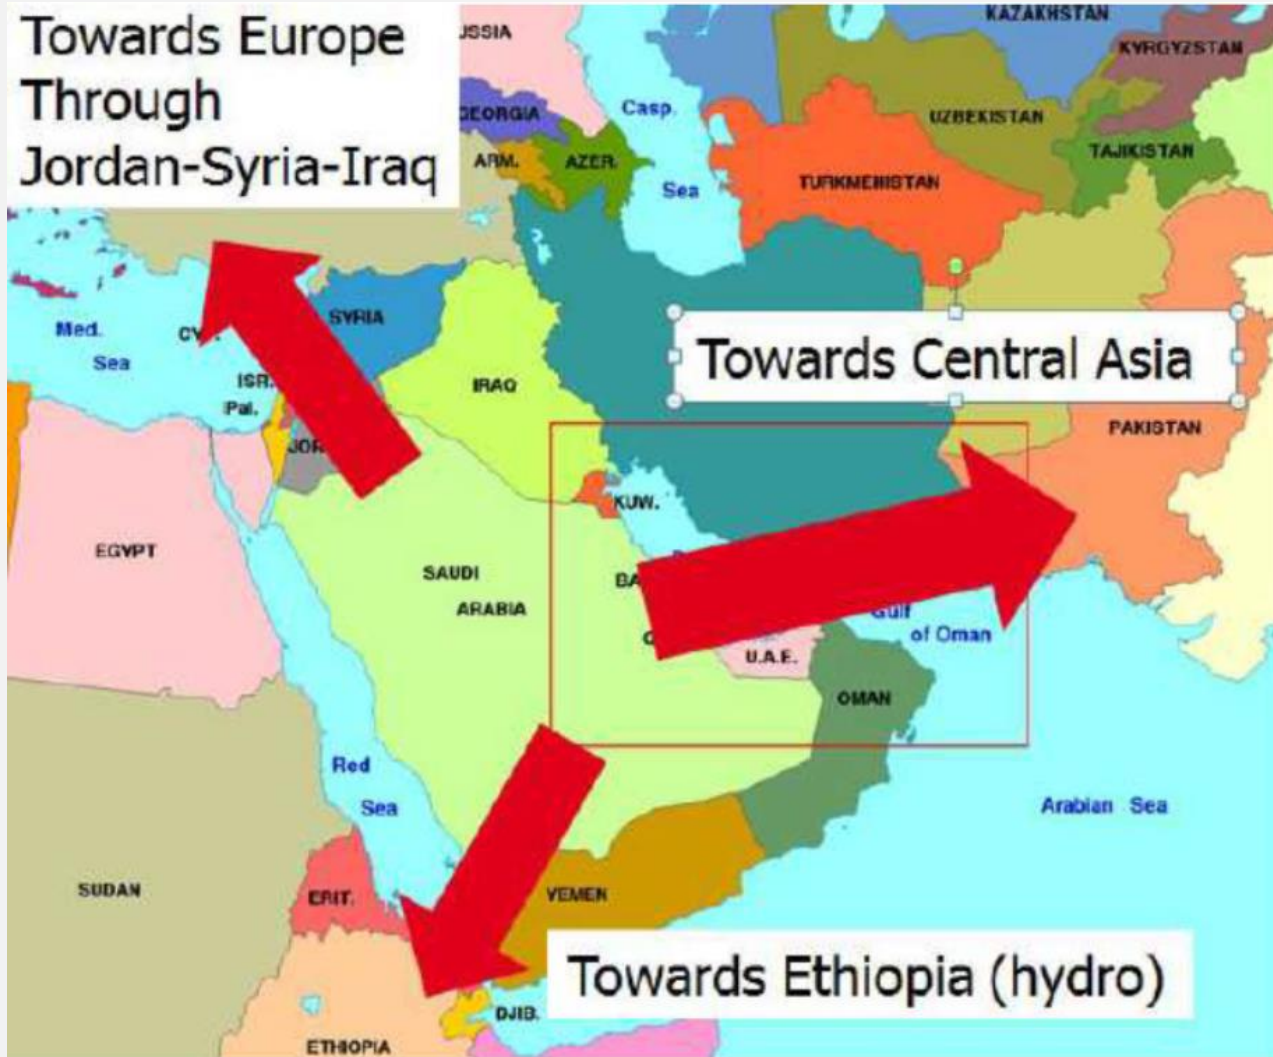 Towards Europe
Through
Jordan-Syria-Iraq
KAZAKHSTAN
KYRGYZSTAN
GEORGIA
Casp.
Sea
UZBEKISTAN
TAJIKISTAN
ARM.
AZER.
TURKMENISTAN
Med.
Sea
SYRIA
Towards Central Asia
ISR.
Pal.
IRAQ
PAKISTAN
KUW.
EGYPT
SAUDI
ARABIA
Gulf
of Oman
U.A.E.
OMAN
Red
Sea
Arabian Sea
SUDAN
ERIT.
YEMEN
Towards Ethiopia (hydro)
DJIB.
ETHIOPIA